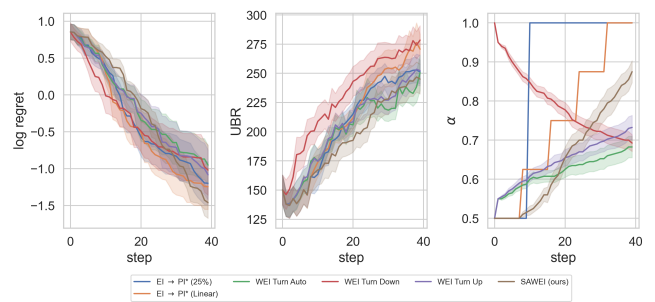 1.0
0.5
0.0
−0.5
−1.0
−1.5
log regret
0
20
40
step
300
275
250
225
200
175
150
125
UBR
0
20
40
step
1.0
0.9
0.8
0.7
0.6
0.5
α
0
20
40
step
EI → PI* (25%)
EI → PI* (Linear)
WEI Turn Auto
WEI Turn Down
WEI Turn Up
SAWEI (ours)